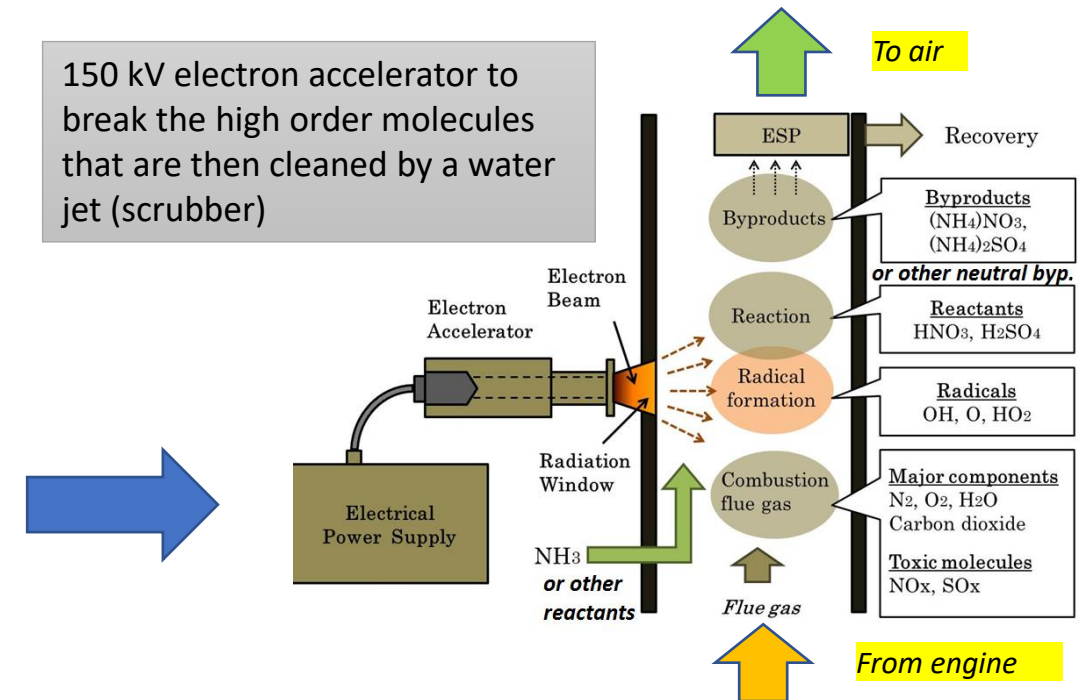 150 kV electron accelerator to
break the high order molecules
that are then cleaned by a water
jet (scrubber)
To air
ESP
Recovery
Byproducts
Byproducts
(NH4)NO3,
(NH4)2SO4
or other neutral byp.
Electron
Beam
Electron
Accelerator
Reaction
Reactants
HNO3, H2SO4
Radical
formation
Radicals
OH, O, HO2
Radiation
Window
Combustion
flue gas
Major components
N2, O2, H2O
Carbon dioxide
Toxic molecules
NOx, SOx
Electrical
Power Supply
NH3
or other
reactants
Flue gas
From engine